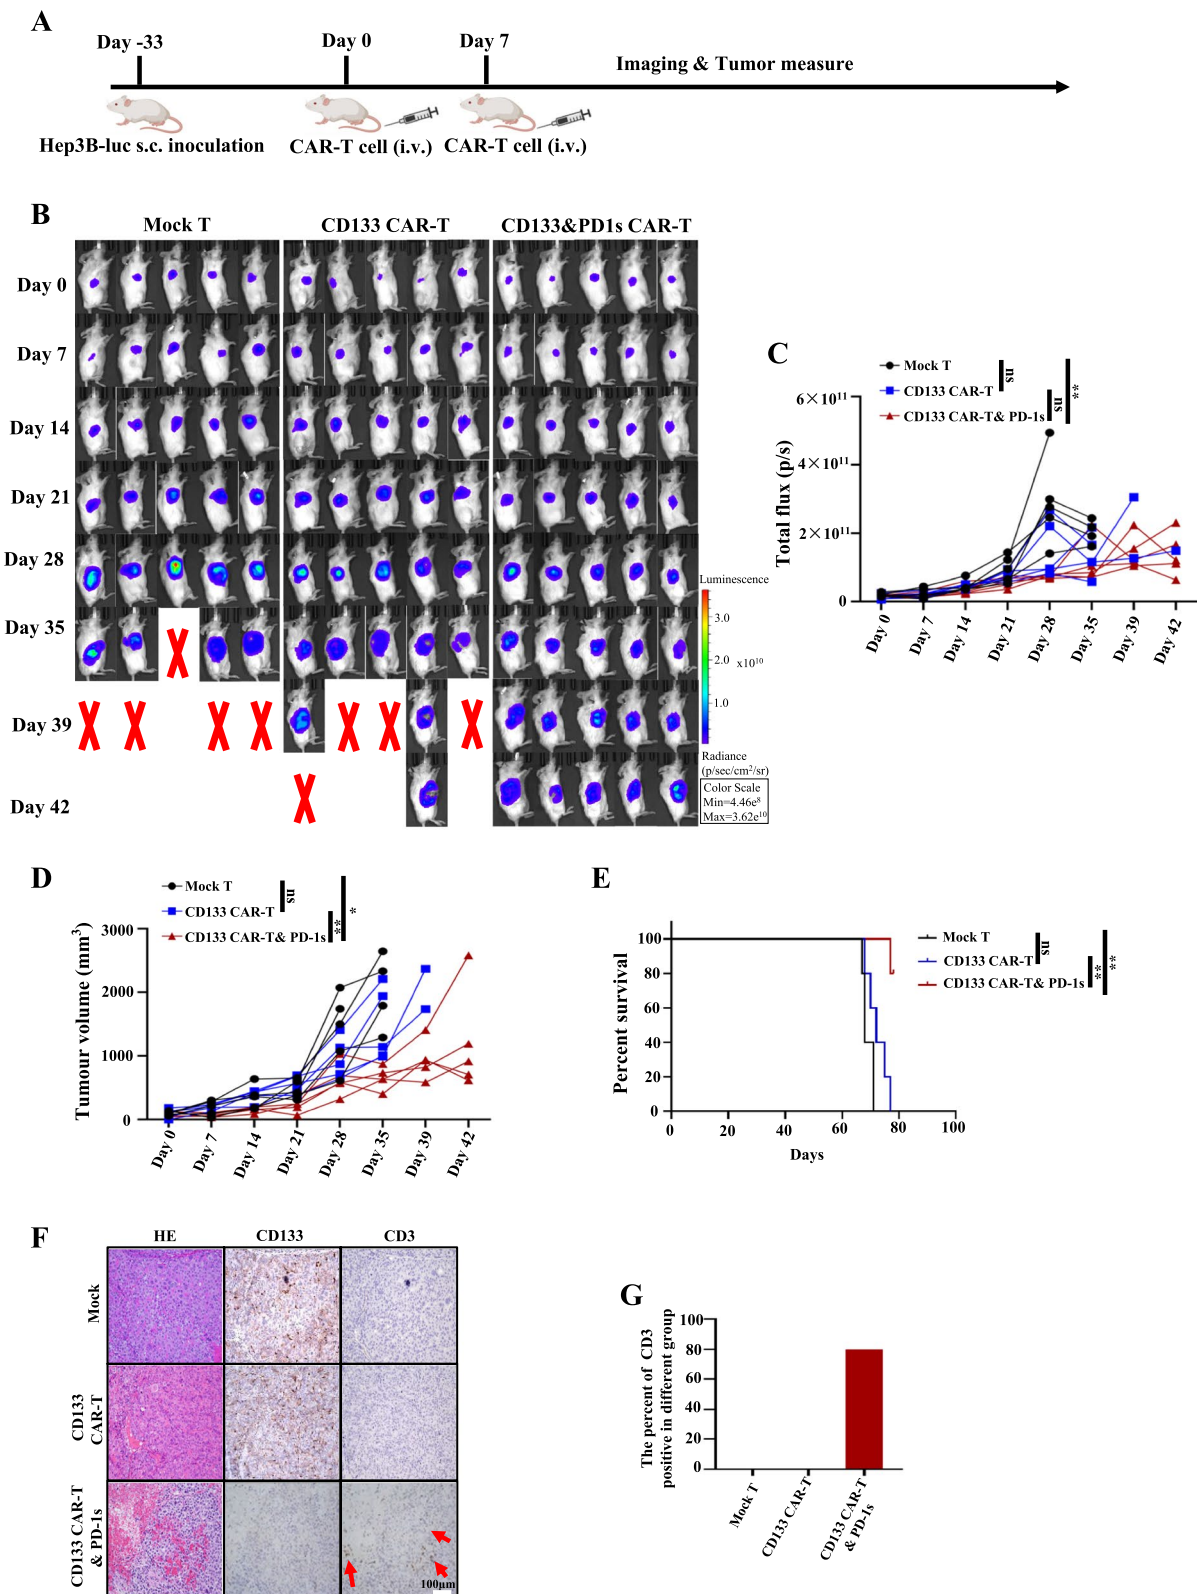 A
Day -33
Day 0
Day 7
Imaging & Tumor measure
Hep3B-luc s.c. inoculation
CAR-T cell (i.v.)
CAR-T cell (i.v.)
B
Mock T
CD133 CAR-T
CD133&PD1s CAR-T
Day 0
Day 7
Day 14
Day 21
Day 28
Day 35
Day 39
Day 42
Luminescence
3.0
2.0
x10¹⁰
1.0
Radiance
(p/sec/cm²/sr)
Color Scale
Min=4.46e⁸
Max=3.62e¹⁰
C
Mock T
CD133 CAR-T
CD133 CAR-T& PD-1s
ns
ns
**
Total flux (p/s)
6×10¹¹
4×10¹¹
2×10¹¹
0
Day 0
Day 7
Day 14
Day 21
Day 28
Day 35
Day 39
Day 42
D
Mock T
CD133 CAR-T
CD133 CAR-T& PD-1s
ns
**
*
Tumour volume (mm³)
3000
2000
1000
0
Day 0
Day 7
Day 14
Day 21
Day 28
Day 35
Day 39
Day 42
E
Mock T
CD133 CAR-T
CD133 CAR-T& PD-1s
ns
**
**
Percent survival
100
80
60
40
20
0
0
20
40
60
80
100
Days
F
HE
CD133
CD3
Mock
CD133
CAR-T
CD133 CAR-T
& PD-1s
100μm
G
The percent of CD3
positive in different group
100
80
60
40
20
0
Mock T
CD133 CAR-T
CD133 CAR-T
& PD-1s